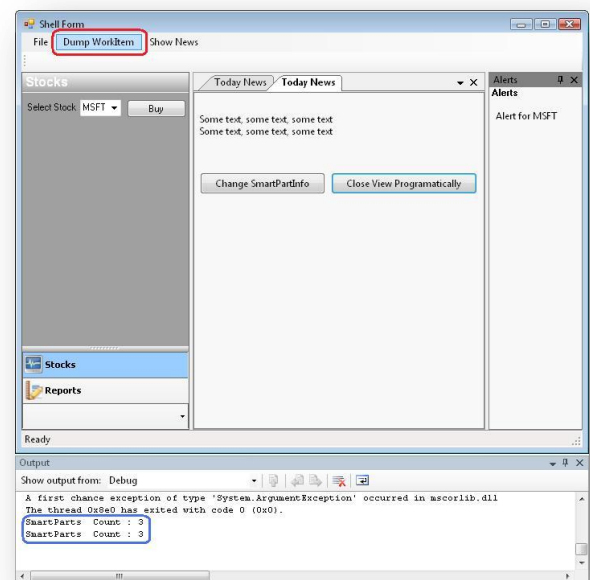 Shell Form
File Dump WorkItem Show News
Stocks
Select Stock MSFT Buy
Today News Today News
Some text, some text, some text
Some text, some text, some text
Change SmartPartInfo Close View Programatically
Alerts
Alerts
Alert for MSFT
Stocks
Reports
Ready
Output
Show output from: Debug
A first chance exception of type 'System.ArgumentException' occurred in mscorlib.dll
The thread 0x8e0 has exited with code 0 (0x0).
SmartParts Count : 3
SmartParts Count : 3